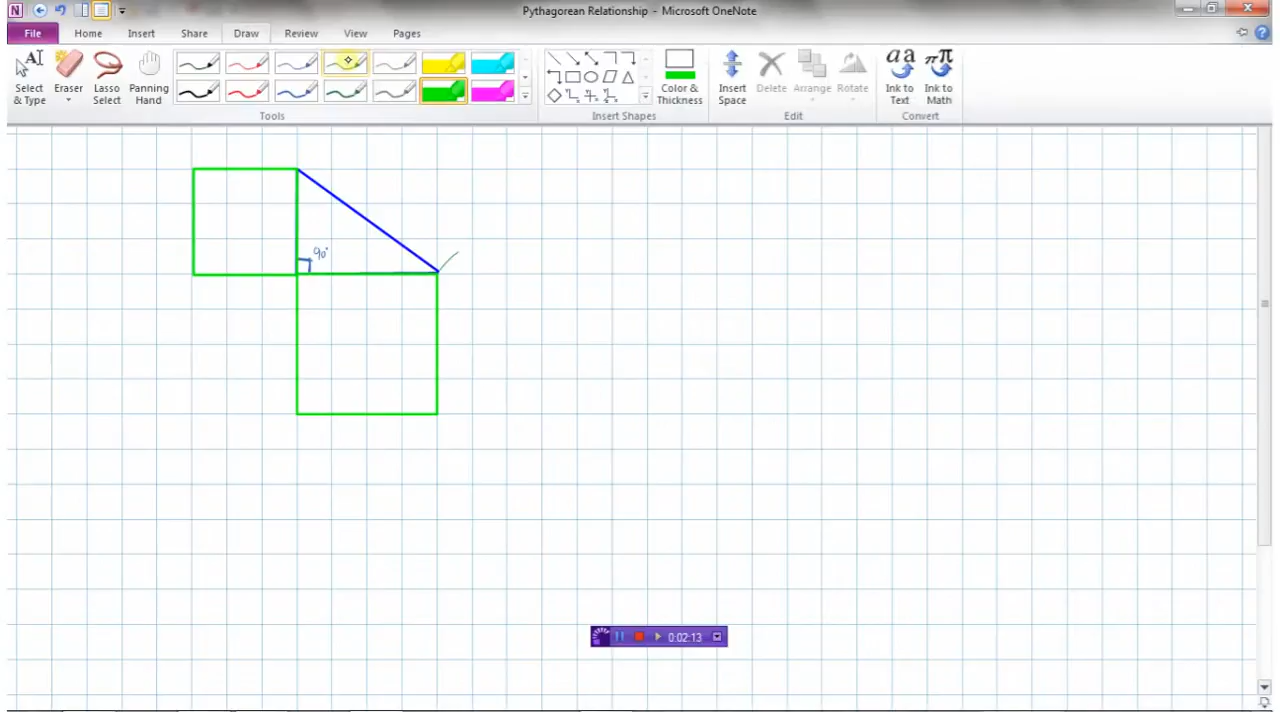 Pythagorean Relationship - Microsoft OneNote
File Home Insert Share Draw Review View Pages
Select & Type
Eraser
Lasso Select
Panning Hand
Color & Thickness
Insert Space
Delete
Arrange
Rotate
Ink to Text
Ink to Math
Tools
Insert Shapes
Edit
Convert
90°
0:02:13